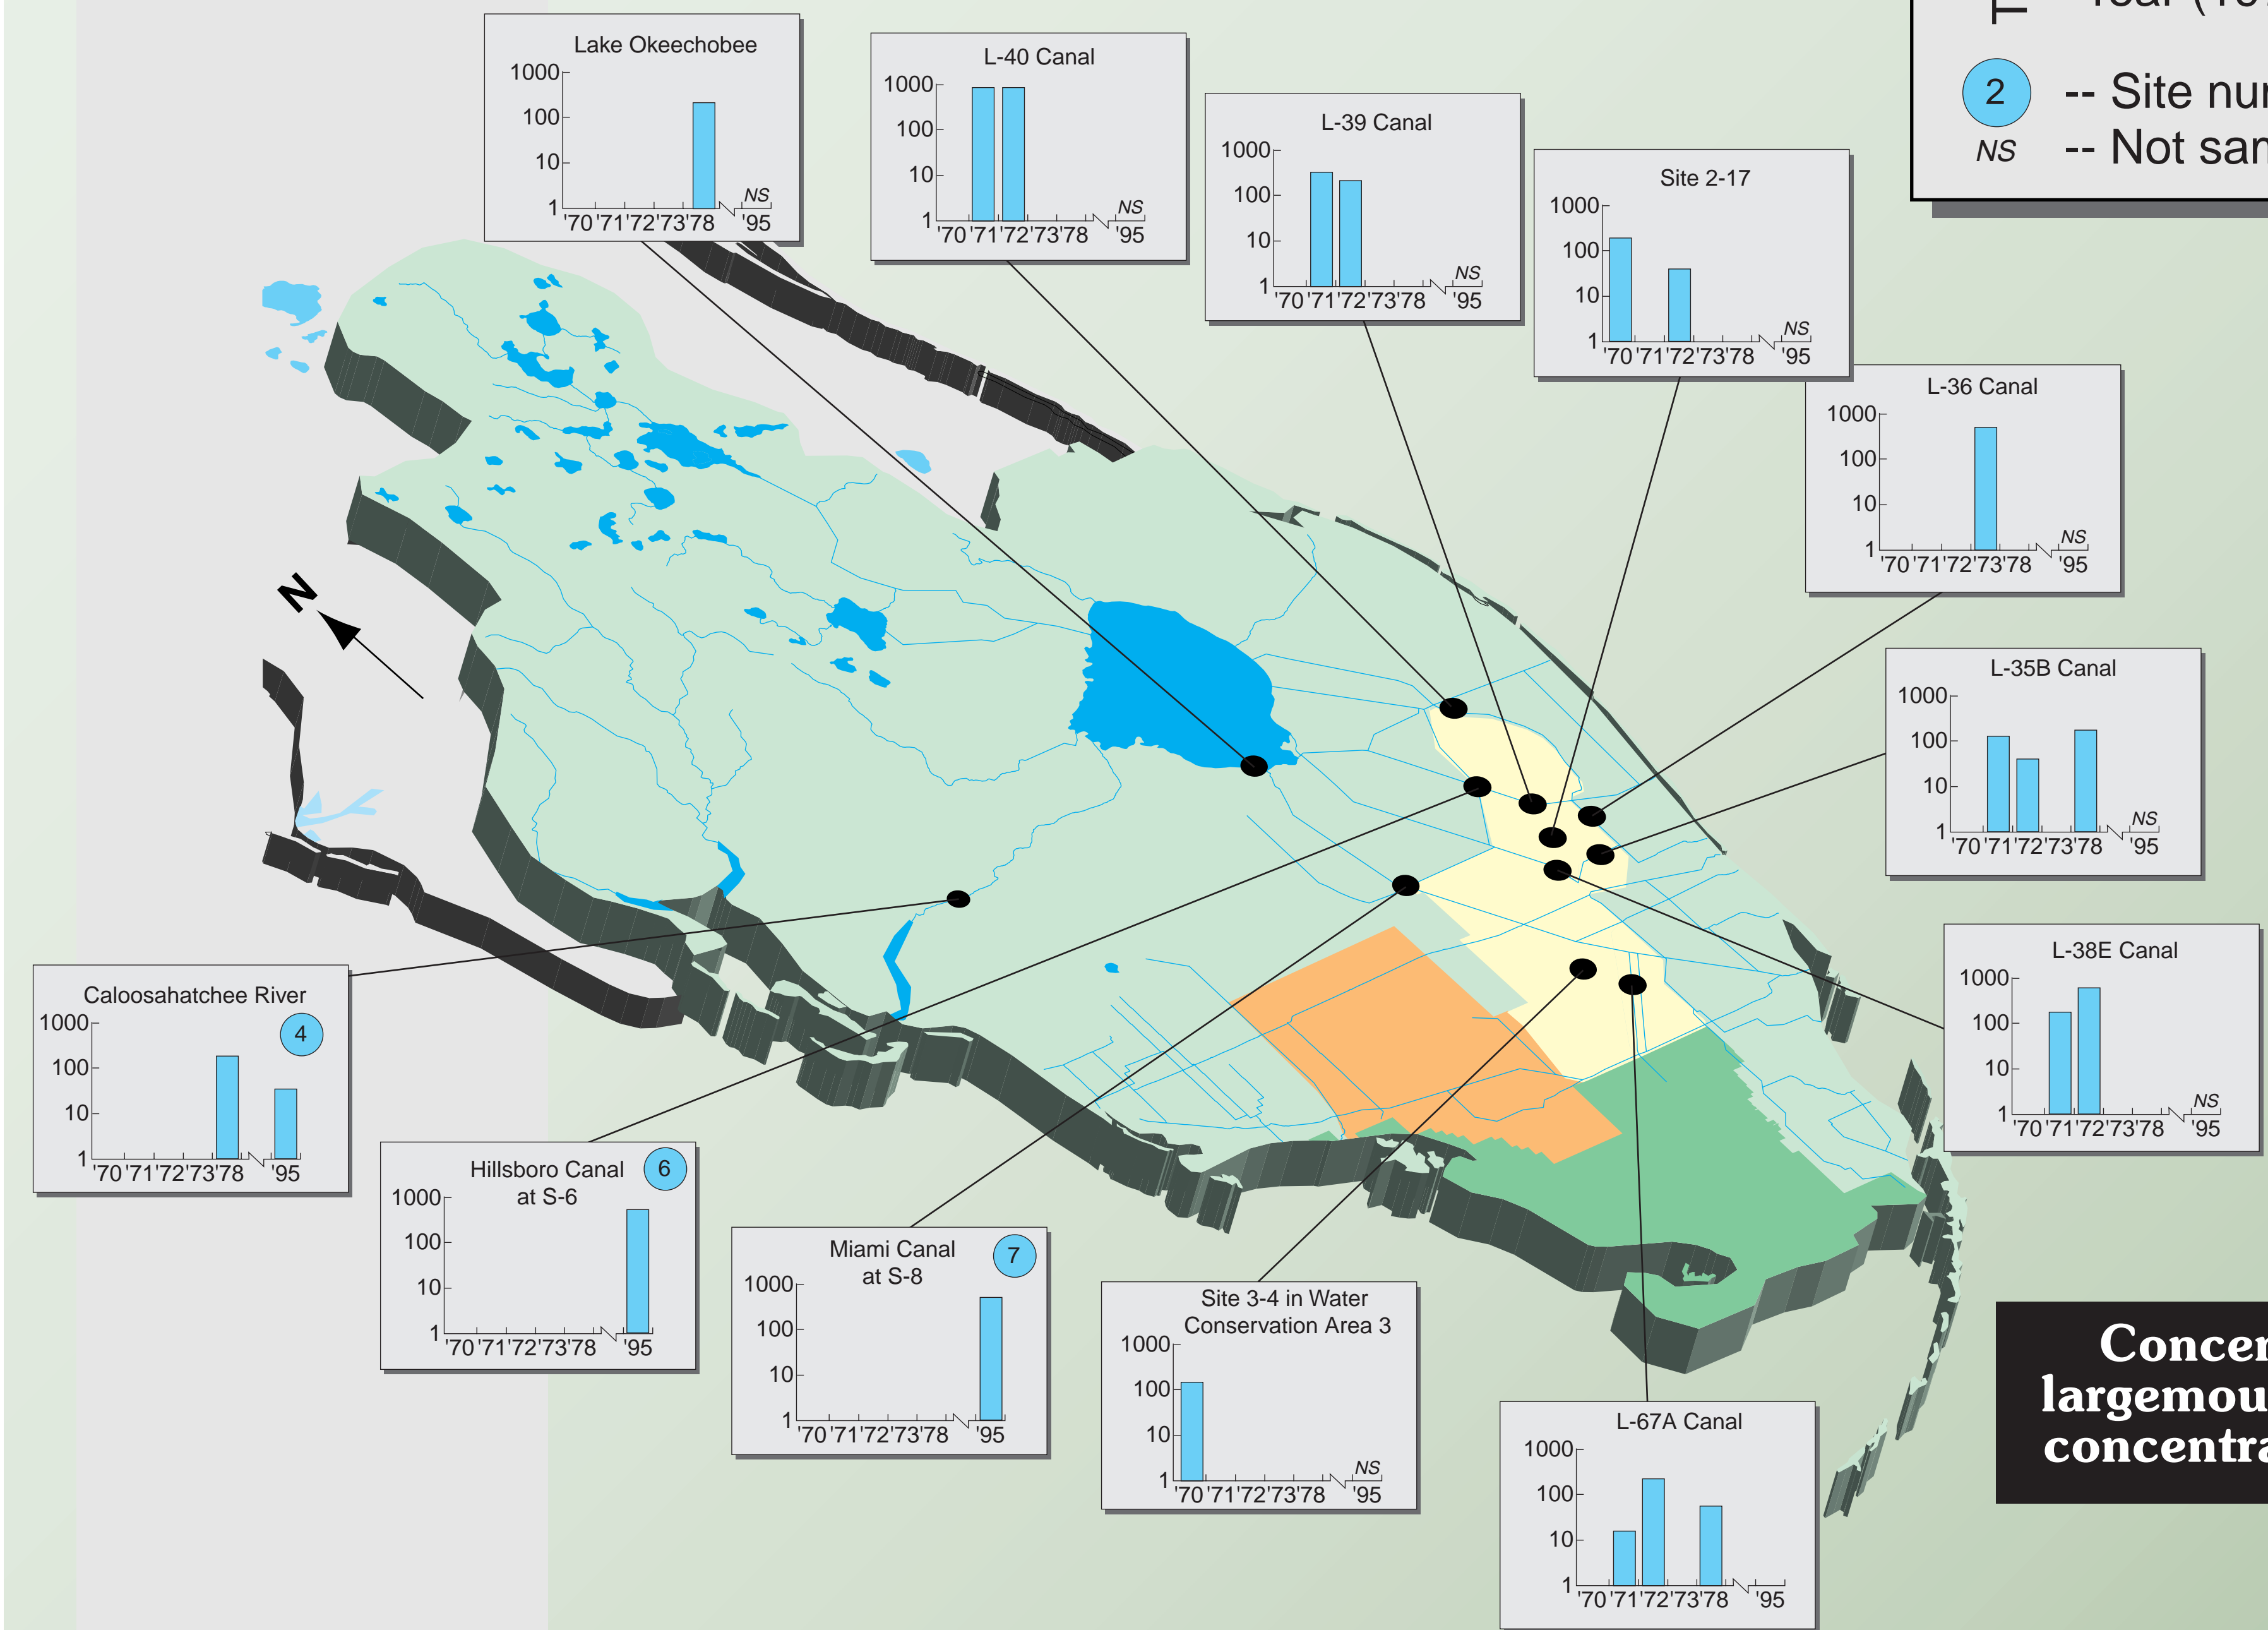 Lake Okeechobee
1000
100
10
1
NS
'70 '71 '72 '73 '78 '95
L-40 Canal
1000
100
10
1
NS
'70 '71 '72 '73 '78 '95
L-39 Canal
1000
100
10
1
NS
'70 '71 '72 '73 '78 '95
Site 2-17
1000
100
10
1
NS
'70 '71 '72 '73 '78 '95
2 -- Site
NS -- Not
L-36 Canal
1000
100
10
1
NS
'70 '71 '72 '73 '78 '95
N
L-35B Canal
1000
100
10
1
NS
'70 '71 '72 '73 '78 '95
L-38E Canal
1000
100
10
1
NS
'70 '71 '72 '73 '78 '95
Caloosahatchee River
4
1000
100
10
1
'70 '71 '72 '73 '78 '95
Hillsboro Canal
at S-6
6
1000
100
10
1
'70 '71 '72 '73 '78 '95
Miami Canal
at S-8
7
1000
100
10
1
'70 '71 '72 '73 '78 '95
Site 3-4 in Water
Conservation Area 3
1000
100
10
1
NS
'70 '71 '72 '73 '78 '95
L-67A Canal
1000
100
10
1
'70 '71 '72 '73 '78 '95
Concen
largemou
concentra